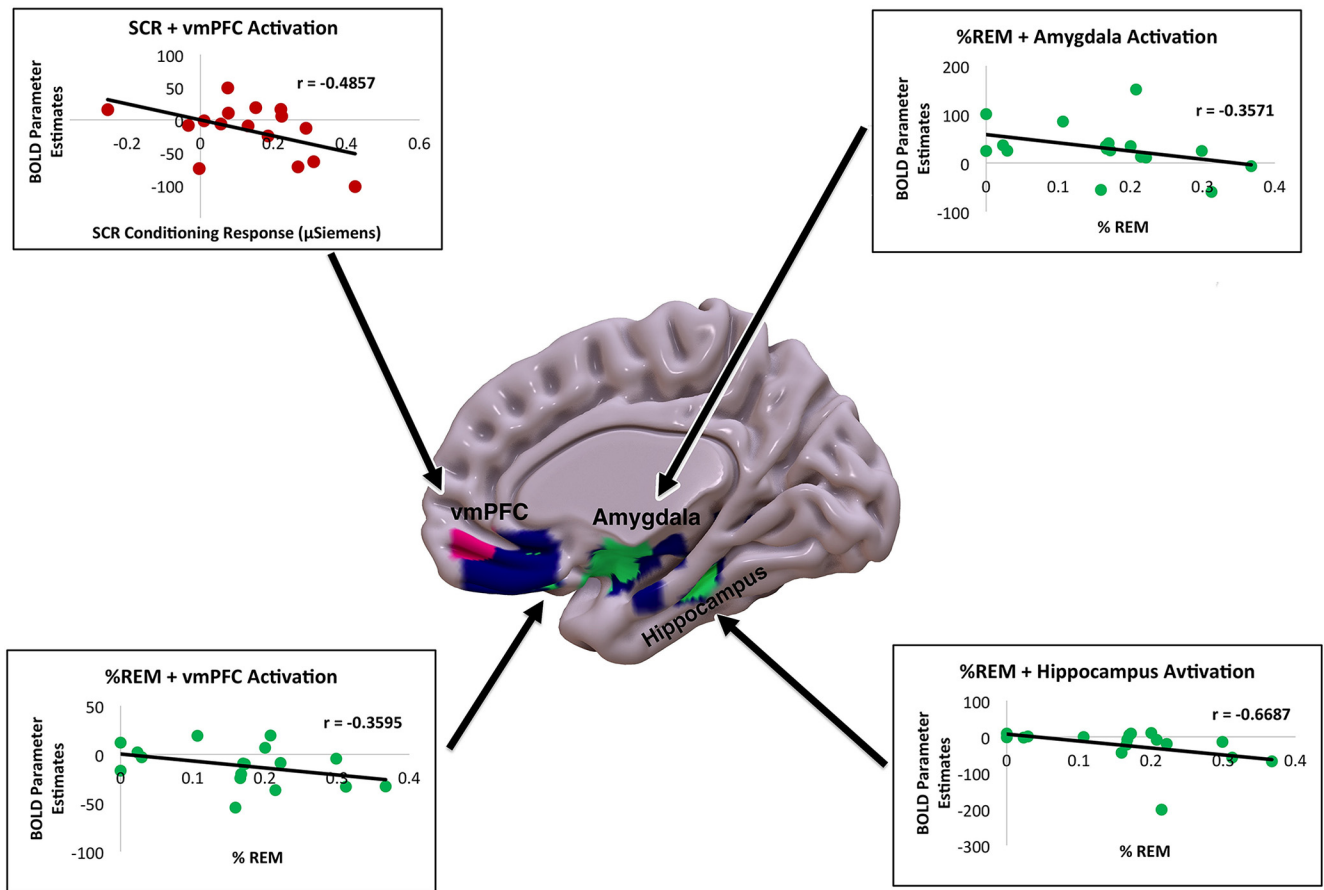 SCR + vmPFC Activation
r = -0.4857
BOLD Parameter
Estimates
100
50
0
-50
-100
-0.2
0
0.2
0.4
0.6
SCR Conditioning Response (µSiemens)
%REM + Amygdala Activation
r = -0.3571
BOLD Parameter
Estimates
200
100
0
-100
0
0.1
0.2
0.3
0.4
% REM
vmPFC
Amygdala
Hippocampus
%REM + vmPFC Activation
r = -0.3595
BOLD Parameter
Estimates
50
0
-50
-100
0
0.1
0.2
0.3
0.4
% REM
%REM + Hippocampus Avtivation
r = -0.6687
BOLD Parameter
Estimates
100
0
-100
-200
-300
0
0.1
0.2
0.3
0.4
% REM